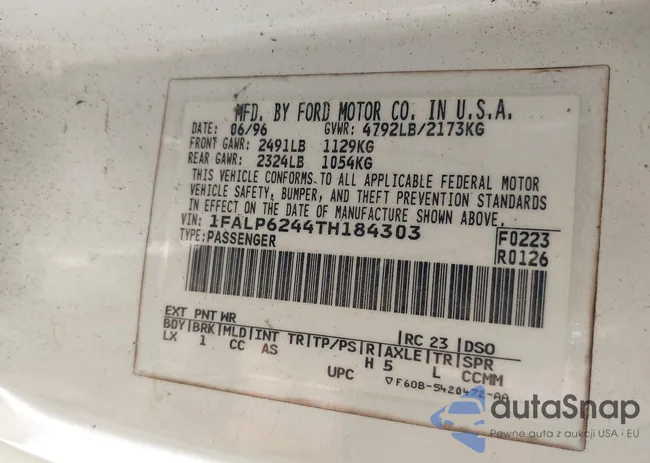 MFD. BY FORD MOTOR CO. IN U.S.A.
DATE: 06/96 GVWR: 4792LB/2173KG
FRONT GAWR: 2491LB 1129KG
REAR GAWR: 2324LB 1054KG
THIS VEHICLE CONFORMS TO ALL APPLICABLE FEDERAL MOTOR
VEHICLE SAFETY, BUMPER, AND THEFT PREVENTION STANDARDS
IN EFFECT ON THE DATE OF MANUFACTURE SHOWN ABOVE.
VIN: 1FALP6244TH184303 F0223
TYPE: PASSENGER R0126
EXT PNT WR RC 23 DSO
BDY BRK MLD INT TR TP/PS R AXLE TR SPR
LX 1 CC AS H 5 L CCMM
UPC ▽F60B-5420472-AA
autaSnap
Pewne auta z aukcji USA i EU